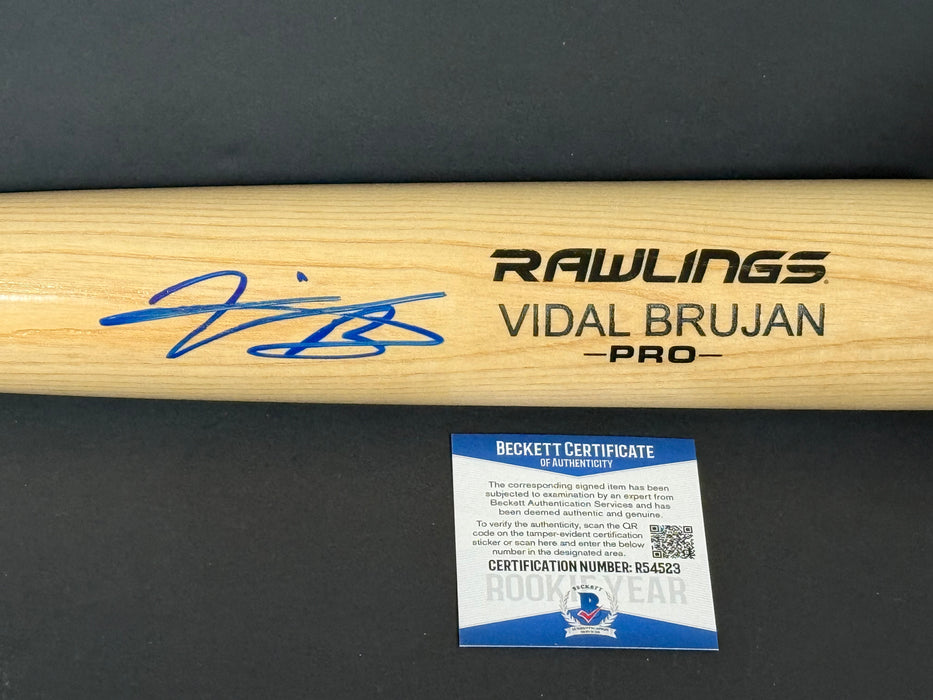 RAWLINGS
VIDAL BRUJAN
-PRO-
BECKETT CERTIFICATE
OF AUTHENTICITY
The corresponding signed item has been
subjected to examination by an expert from
Beckett Authentication Services and has
been deemed authentic and genuine.
To verify the authenticity, scan the QR
code on the tamper-evident certification
sticker or scan here and enter the below
number in the designated area.
CERTIFICATION NUMBER: R54523
ROOKIE YEAR
BECKETT